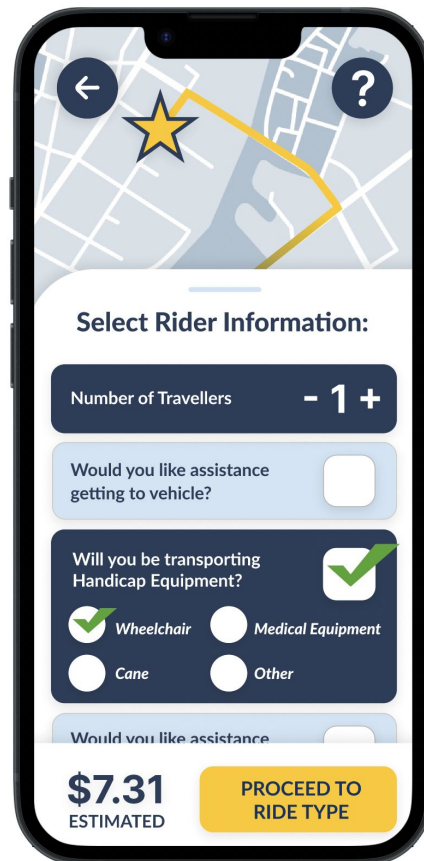 ?
Select Rider Information:
Number of Travellers - 1 +
Would you like assistance
getting to vehicle?
Will you be transporting
Handicap Equipment?
Wheelchair Medical Equipment
Cane Other
Would you like assistance
$7.31
ESTIMATED
PROCEED TO
RIDE TYPE